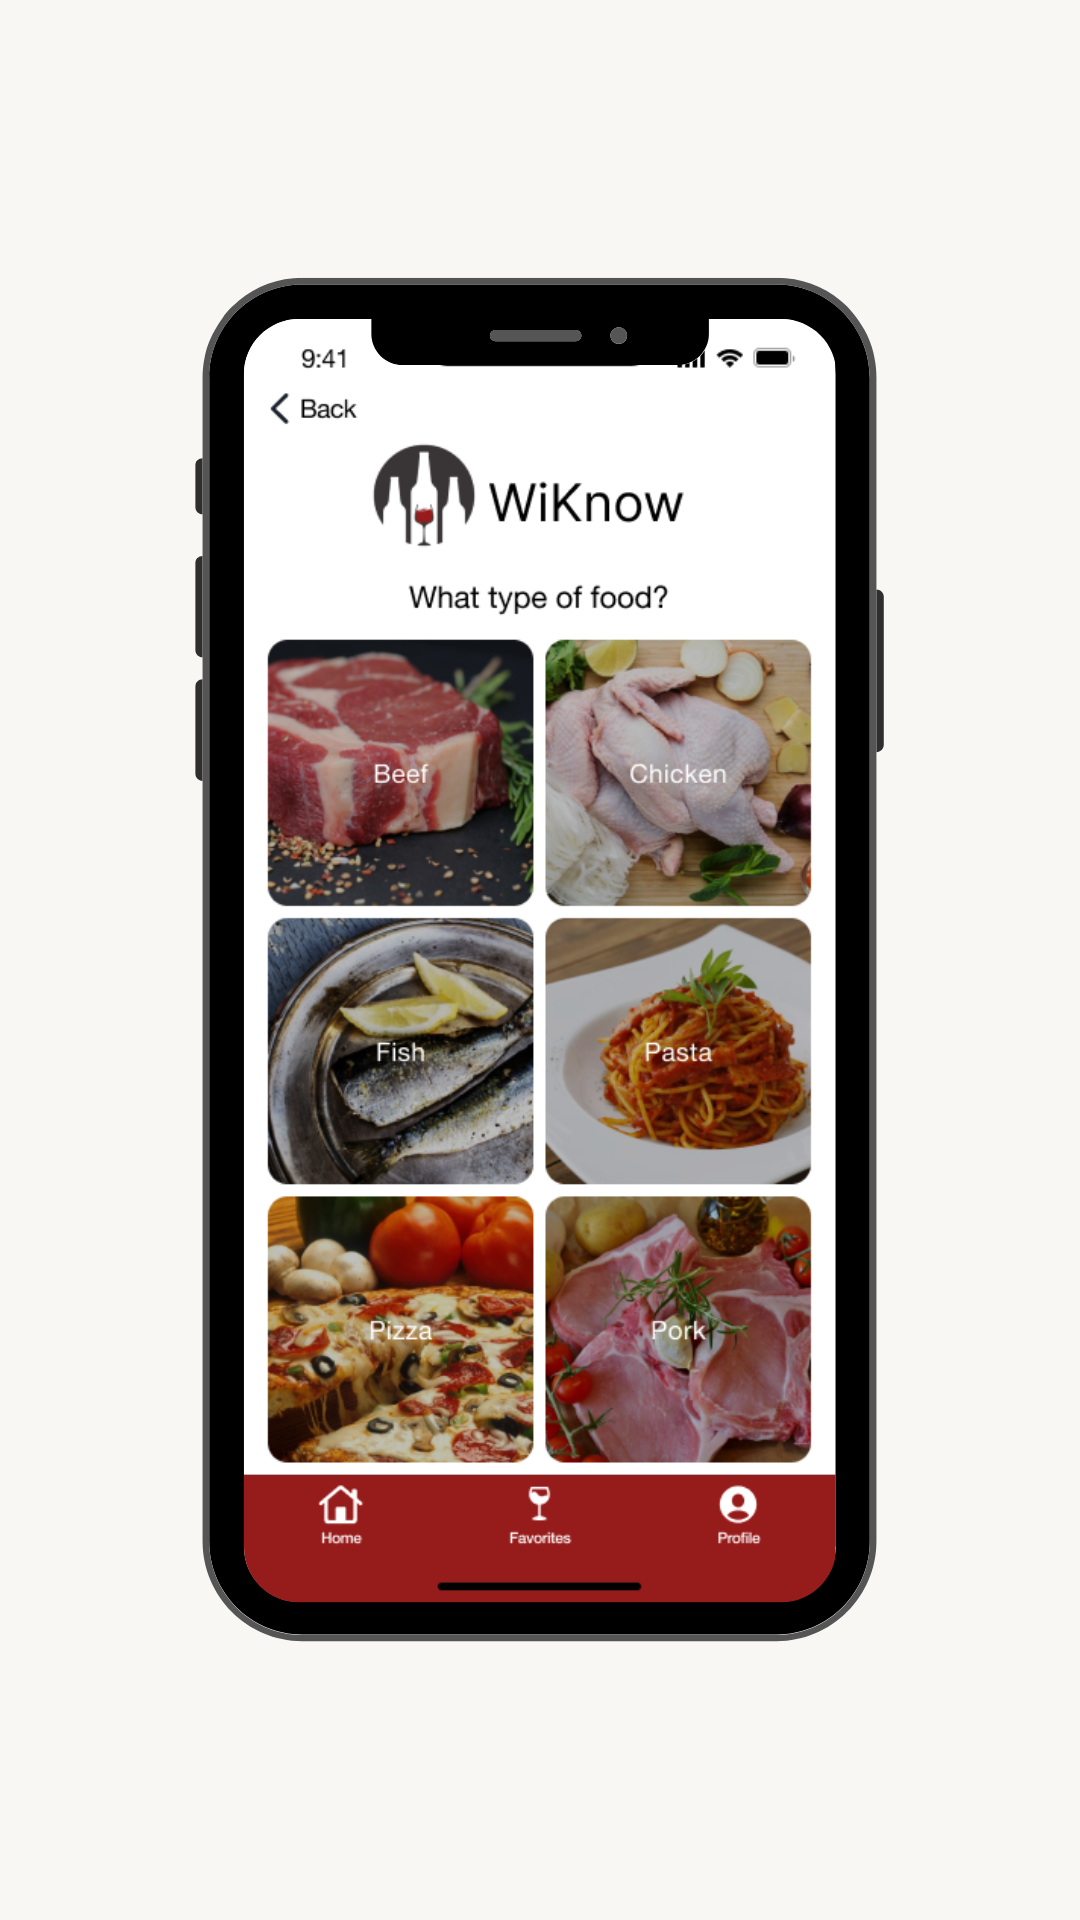 9:41
Back
WiKnow
What type of food?
Beef
Chicken
Fish
Pasta
Pizza
Pork
Home
Favorites
Profile